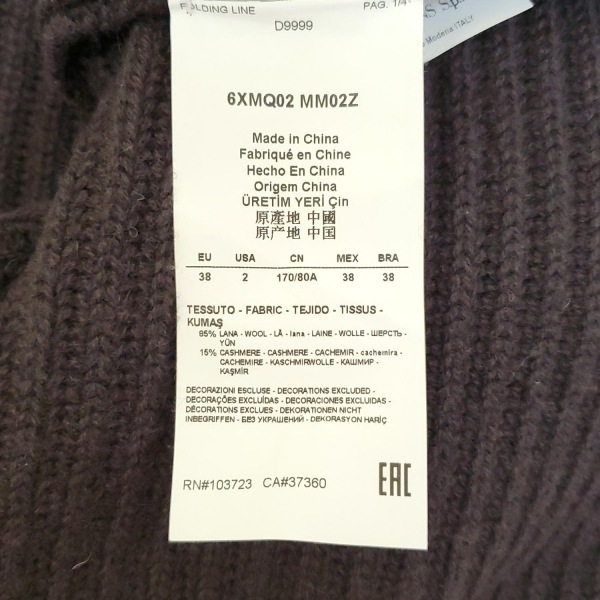 FOLDING LINE PAG. 1/4
D9999
Sp.
Modena ITALY
6XMQ02 MM02Z
Made in China
Fabriqué en Chine
Hecho En China
Origem China
ÜRETİM YERİ Çin
原產地 中國
原产地 中国
EU USA CN MEX BRA
38 2 170/80A 38 38
TESSUTO - FABRIC - TEJIDO - TISSUS -
KUMAŞ
85% LANA - WOOL - LÃ - lana - LAINE - WOLLE - ШЕРСТЬ -
YÜN
15% CASHMERE - CASHMERE - CACHEMIR - cachemira -
CACHEMIRE - KASCHMIRWOLLE - КАШМИР -
KAŞMİR
DECORAZIONI ESCLUSE - DECORATIONS EXCLUDED -
DECORAÇÕES EXCLUÍDAS - DECORACIONES EXCLUIDAS -
DÉCORATIONS EXCLUES - DEKORATIONEN NICHT
INBEGRIFFEN - БЕЗ УКРАШЕНИЙ - DEKORASYON HARİÇ
RN#103723 CA#37360 EAC